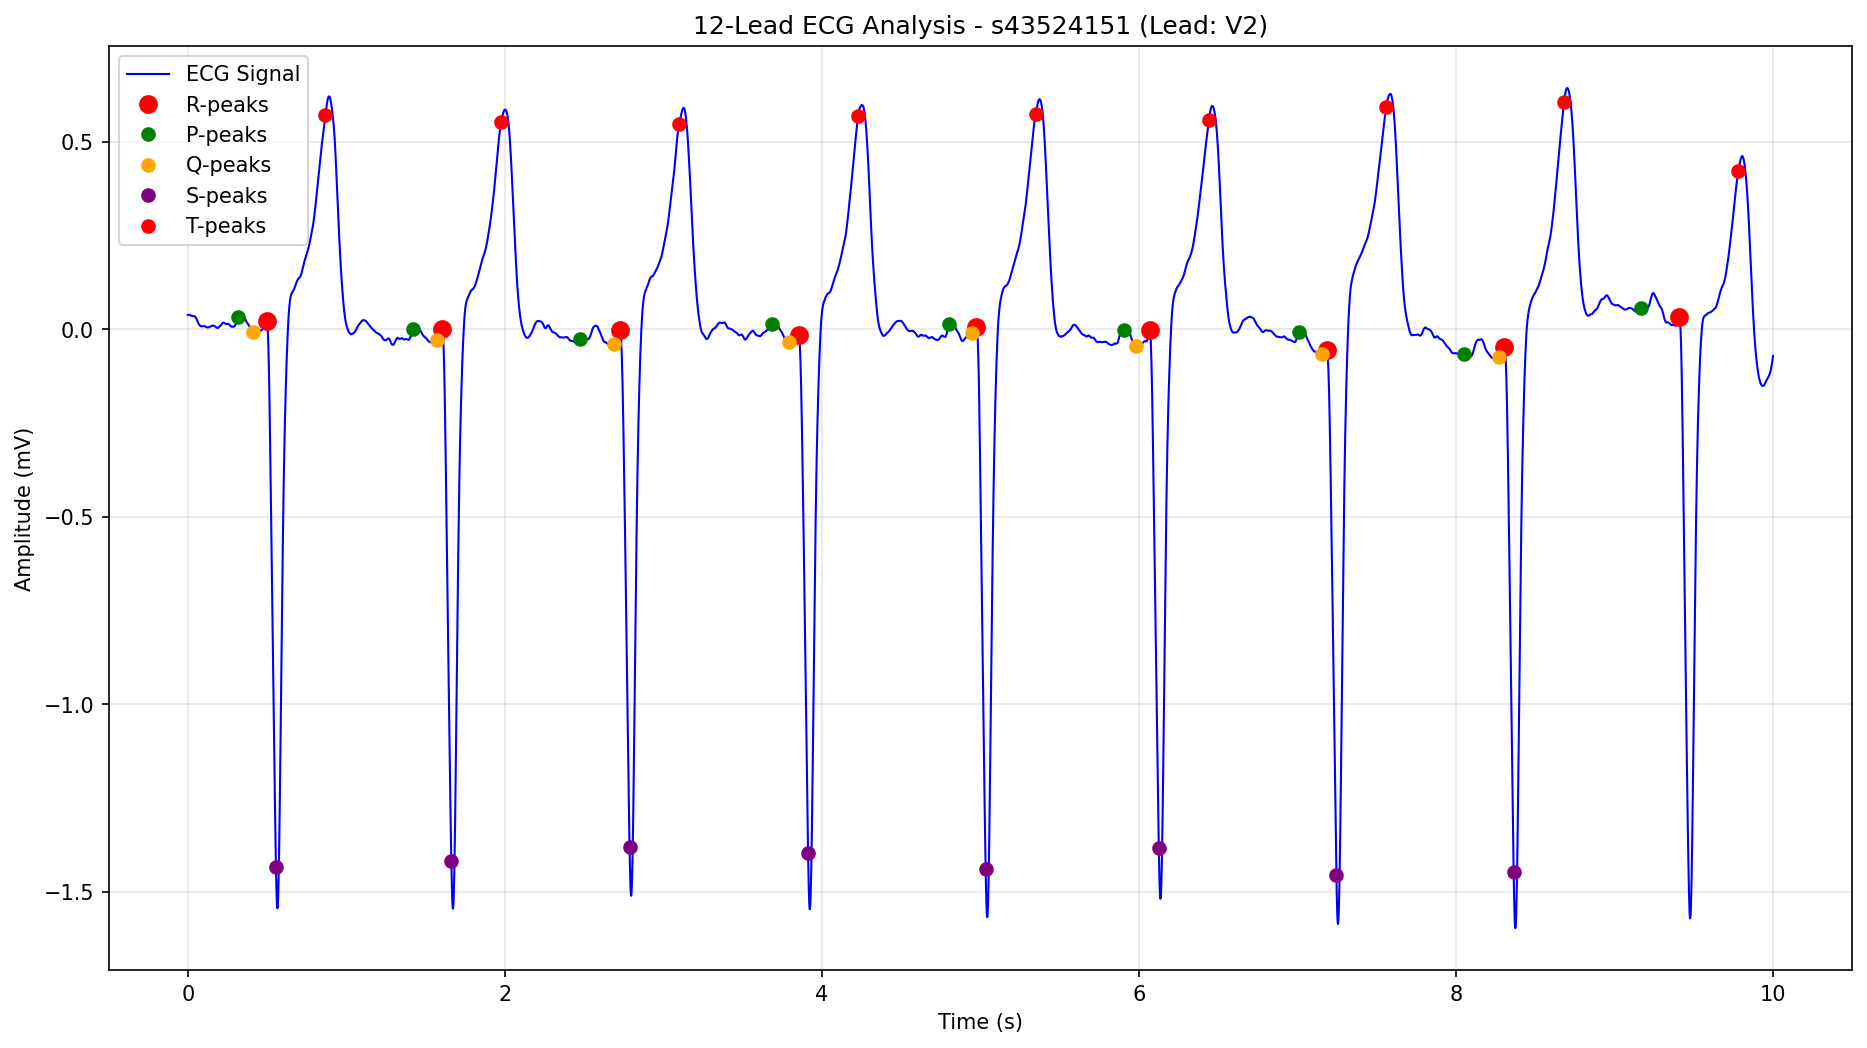 12-Lead ECG Analysis - s43524151 (Lead: V2)
ECG Signal
R-peaks
P-peaks
Q-peaks
S-peaks
T-peaks
Amplitude (mV)
0.5
0.0
−0.5
−1.0
−1.5
0 2 4 6 8 10
Time (s)